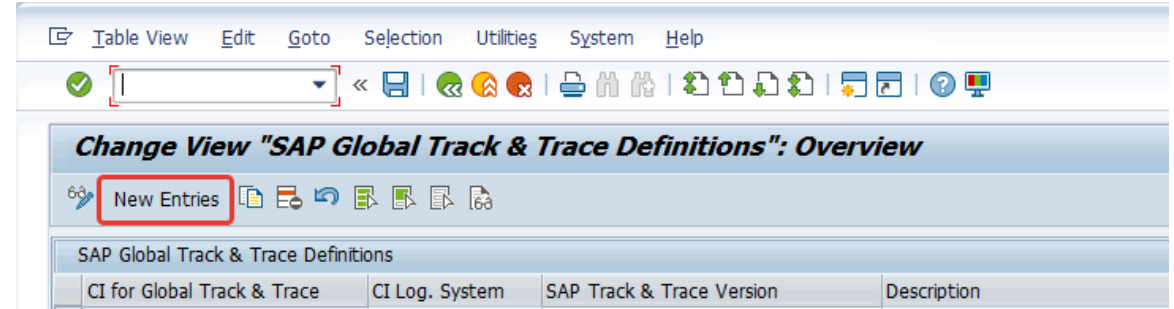 Table View Edit Goto Selection Utilities System Help
Change View "SAP Global Track & Trace Definitions": Overview
New Entries
SAP Global Track & Trace Definitions
CI for Global Track & Trace CI Log. System SAP Track & Trace Version Description